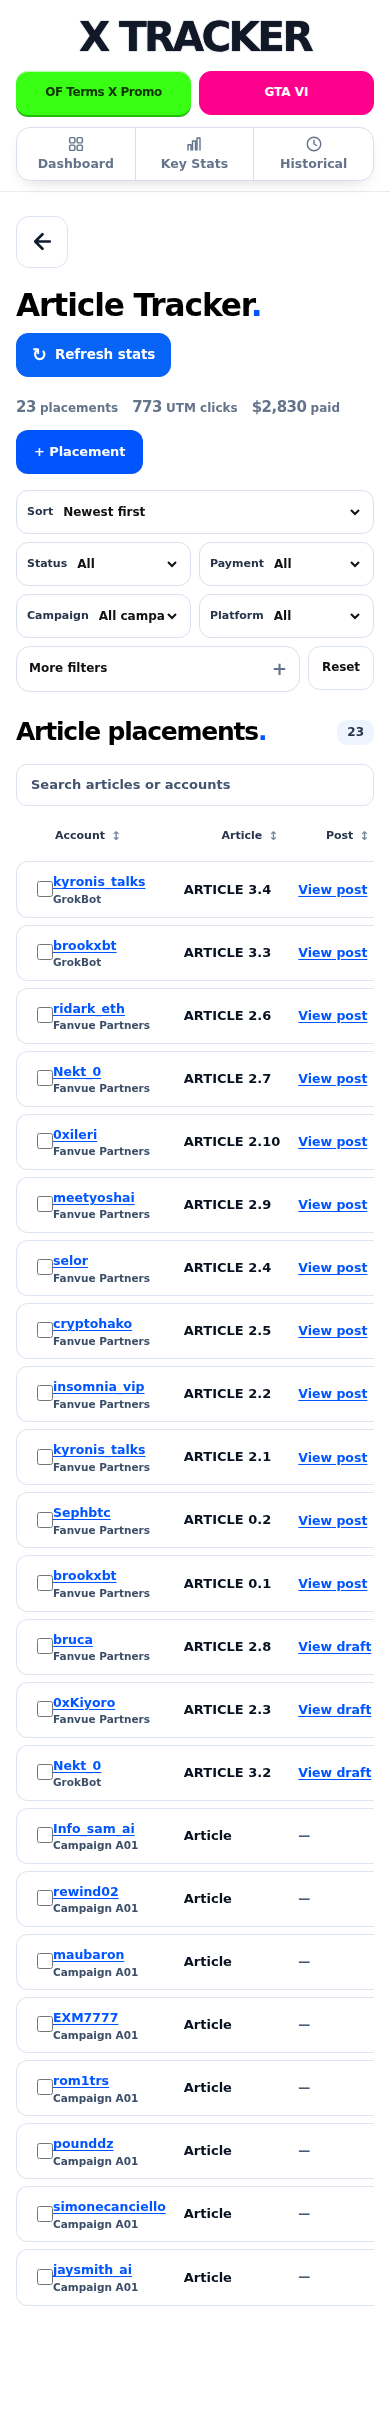 X TRACKER
OF Terms X Promo
GTA VI
Dashboard
Key Stats
Historical
Article Tracker.
↻ Refresh stats
23 placements 773 UTM clicks $2,830 paid
+ Placement
Sort Newest first
Status All
Payment All
Campaign All campa
Platform All
More filters +
Reset
Article placements.
23
Search articles or accounts
Account ↕ Article ↕ Post ↕
kyronis_talks
GrokBot
ARTICLE 3.4
View post
brookxbt
GrokBot
ARTICLE 3.3
View post
ridark_eth
Fanvue Partners
ARTICLE 2.6
View post
Nekt_0
Fanvue Partners
ARTICLE 2.7
View post
0xileri
Fanvue Partners
ARTICLE 2.10
View post
meetyoshai
Fanvue Partners
ARTICLE 2.9
View post
selor
Fanvue Partners
ARTICLE 2.4
View post
cryptohako
Fanvue Partners
ARTICLE 2.5
View post
insomnia_vip
Fanvue Partners
ARTICLE 2.2
View post
kyronis_talks
Fanvue Partners
ARTICLE 2.1
View post
Sephbtc
Fanvue Partners
ARTICLE 0.2
View post
brookxbt
Fanvue Partners
ARTICLE 0.1
View post
bruca
Fanvue Partners
ARTICLE 2.8
View draft
0xKiyoro
Fanvue Partners
ARTICLE 2.3
View draft
Nekt_0
GrokBot
ARTICLE 3.2
View draft
Info_sam_ai
Campaign A01
Article
—
rewind02
Campaign A01
Article
—
maubaron
Campaign A01
Article
—
EXM7777
Campaign A01
Article
—
rom1trs
Campaign A01
Article
—
pounddz
Campaign A01
Article
—
simonecanciello
Campaign A01
Article
—
jaysmith_ai
Campaign A01
Article
—